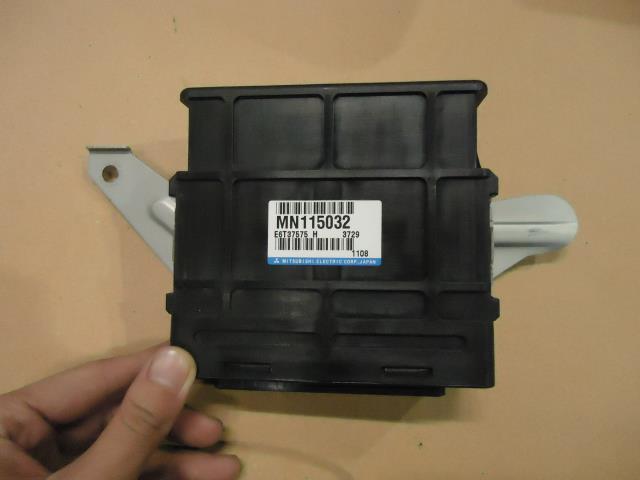 MN115032
E6T37575 H 3729
1108
MITSUBISHI ELECTRIC CORP. JAPAN